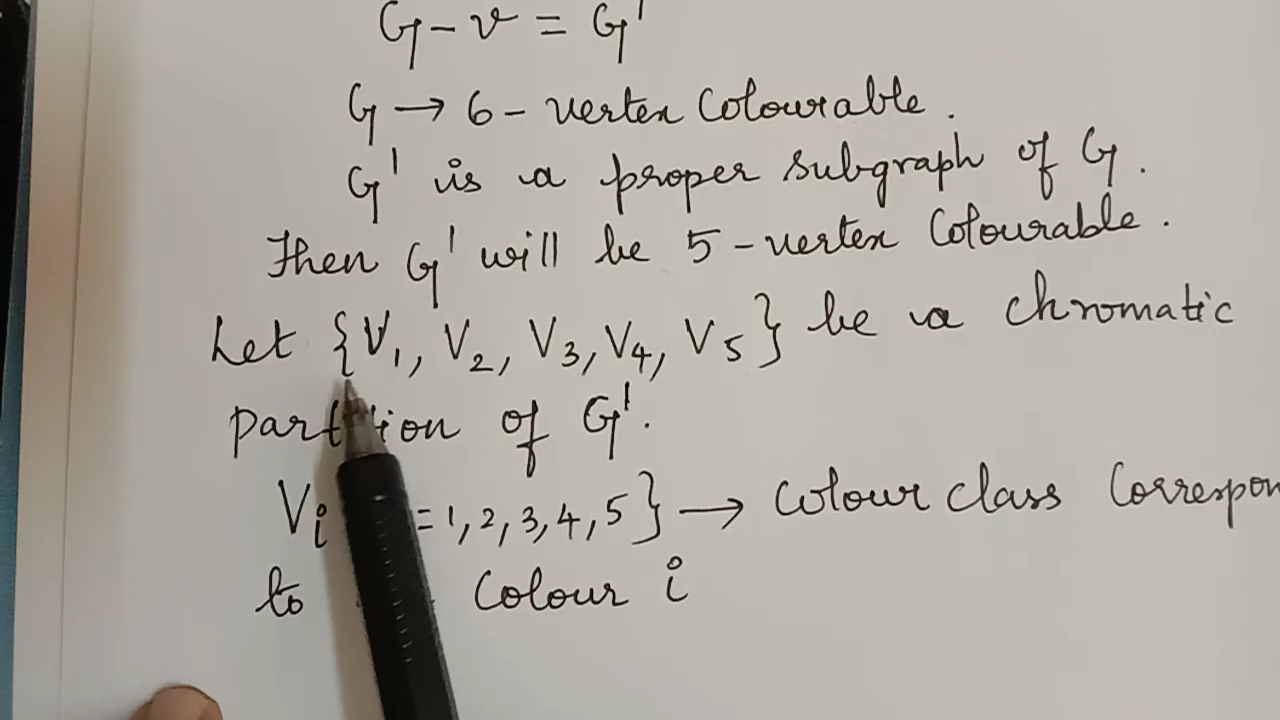 G - v = G'
G → 6 - vertex Colourable.
G' is a proper subgraph of G.
Then G' will be 5 - vertex Colourable.
Let {V₁, V₂, V₃, V₄, V₅} be a chromatic
partition of G'.
Vi = 1, 2, 3, 4, 5} → Colour class Correspon
to Colour i